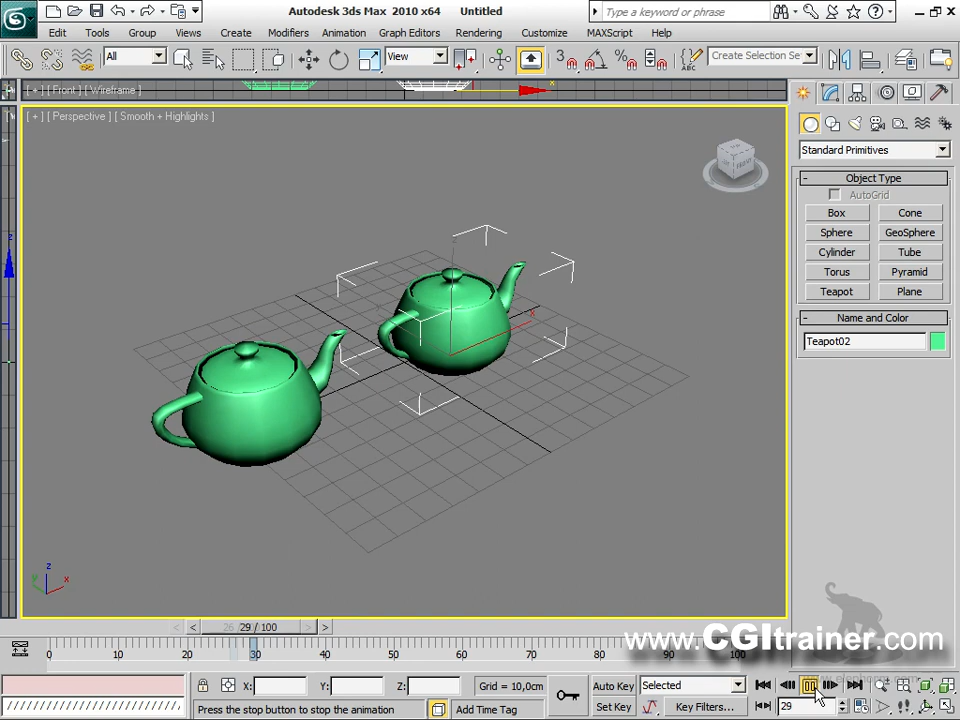 Autodesk 3ds Max 2010 x64 Untitled
Type a keyword or phrase
Edit Tools Group Views Create Modifiers Animation Graph Editors Rendering Customize MAXScript Help
All
View
3
ABC
Create Selection Se
[ + ] [ Front ] [ Wireframe ]
x
[ + ] [ Perspective ] [ Smooth + Highlights ]
FRONT
Standard Primitives
- Object Type
AutoGrid
Box Cone
Sphere GeoSphere
Cylinder Tube
Torus Pyramid
Teapot Plane
- Name and Color
Teapot02
z
z
x
z
x
y
< 26 29 / 100 >
0 10 20 30 40 50 60 70 80 90 100
www.CGItrainer.com
X: Y: Z: Grid = 10,0cm Auto Key Selected
Press the stop button to stop the animation Add Time Tag Set Key Key Filters... 29